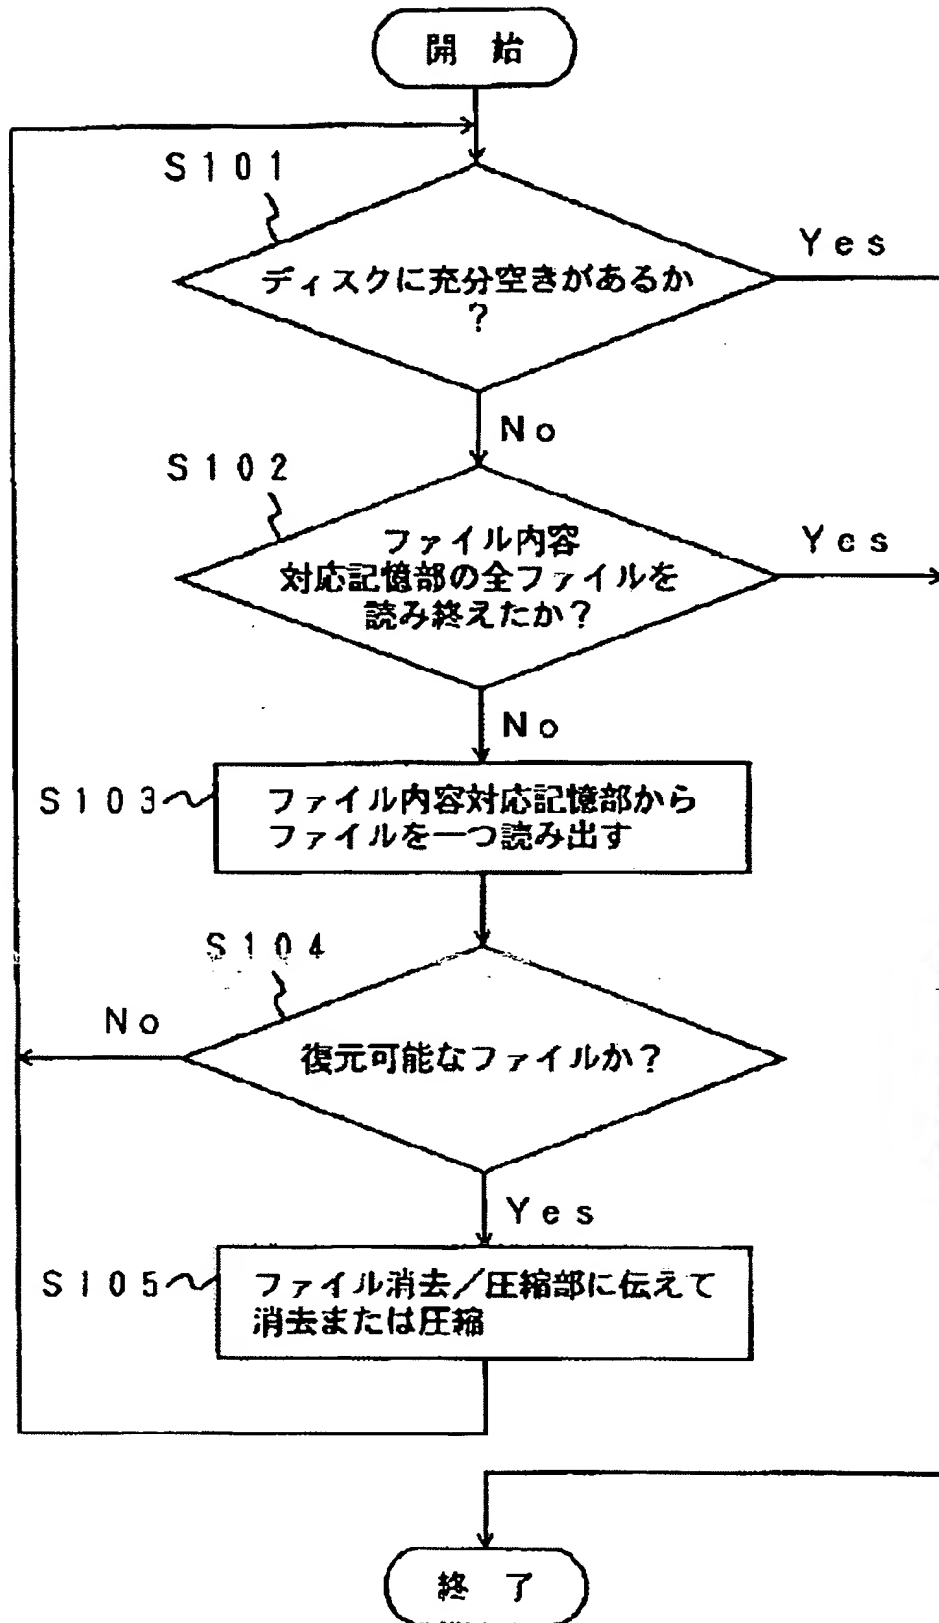 開 始
S101
Yes
ディスクに充分空きがあるか
?
No
S102
Yes
ファイル内容
対応記憶部の全ファイルを
読み終えたか?
No
S103
ファイル内容対応記憶部から
ファイルを一つ読み出す
S104
No
復元可能なファイルか?
Yes
S105
ファイル消去/圧縮部に伝えて
消去または圧縮
終 了